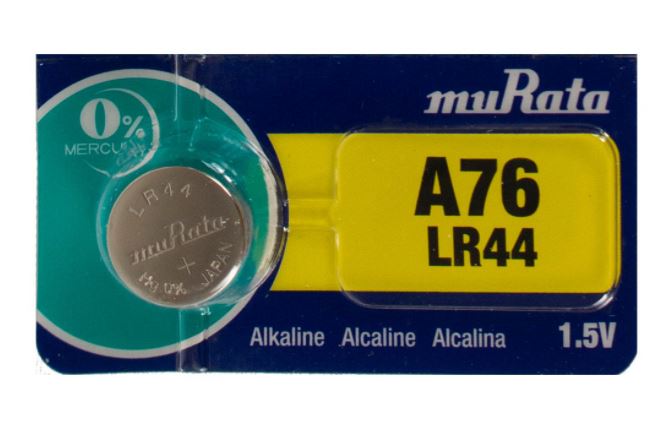 muRata
0%
MERCU
A76
LR44
LR44
muRata
+
JAPAN
Hg 0%
Alkaline Alcaline Alcalina
1.5V